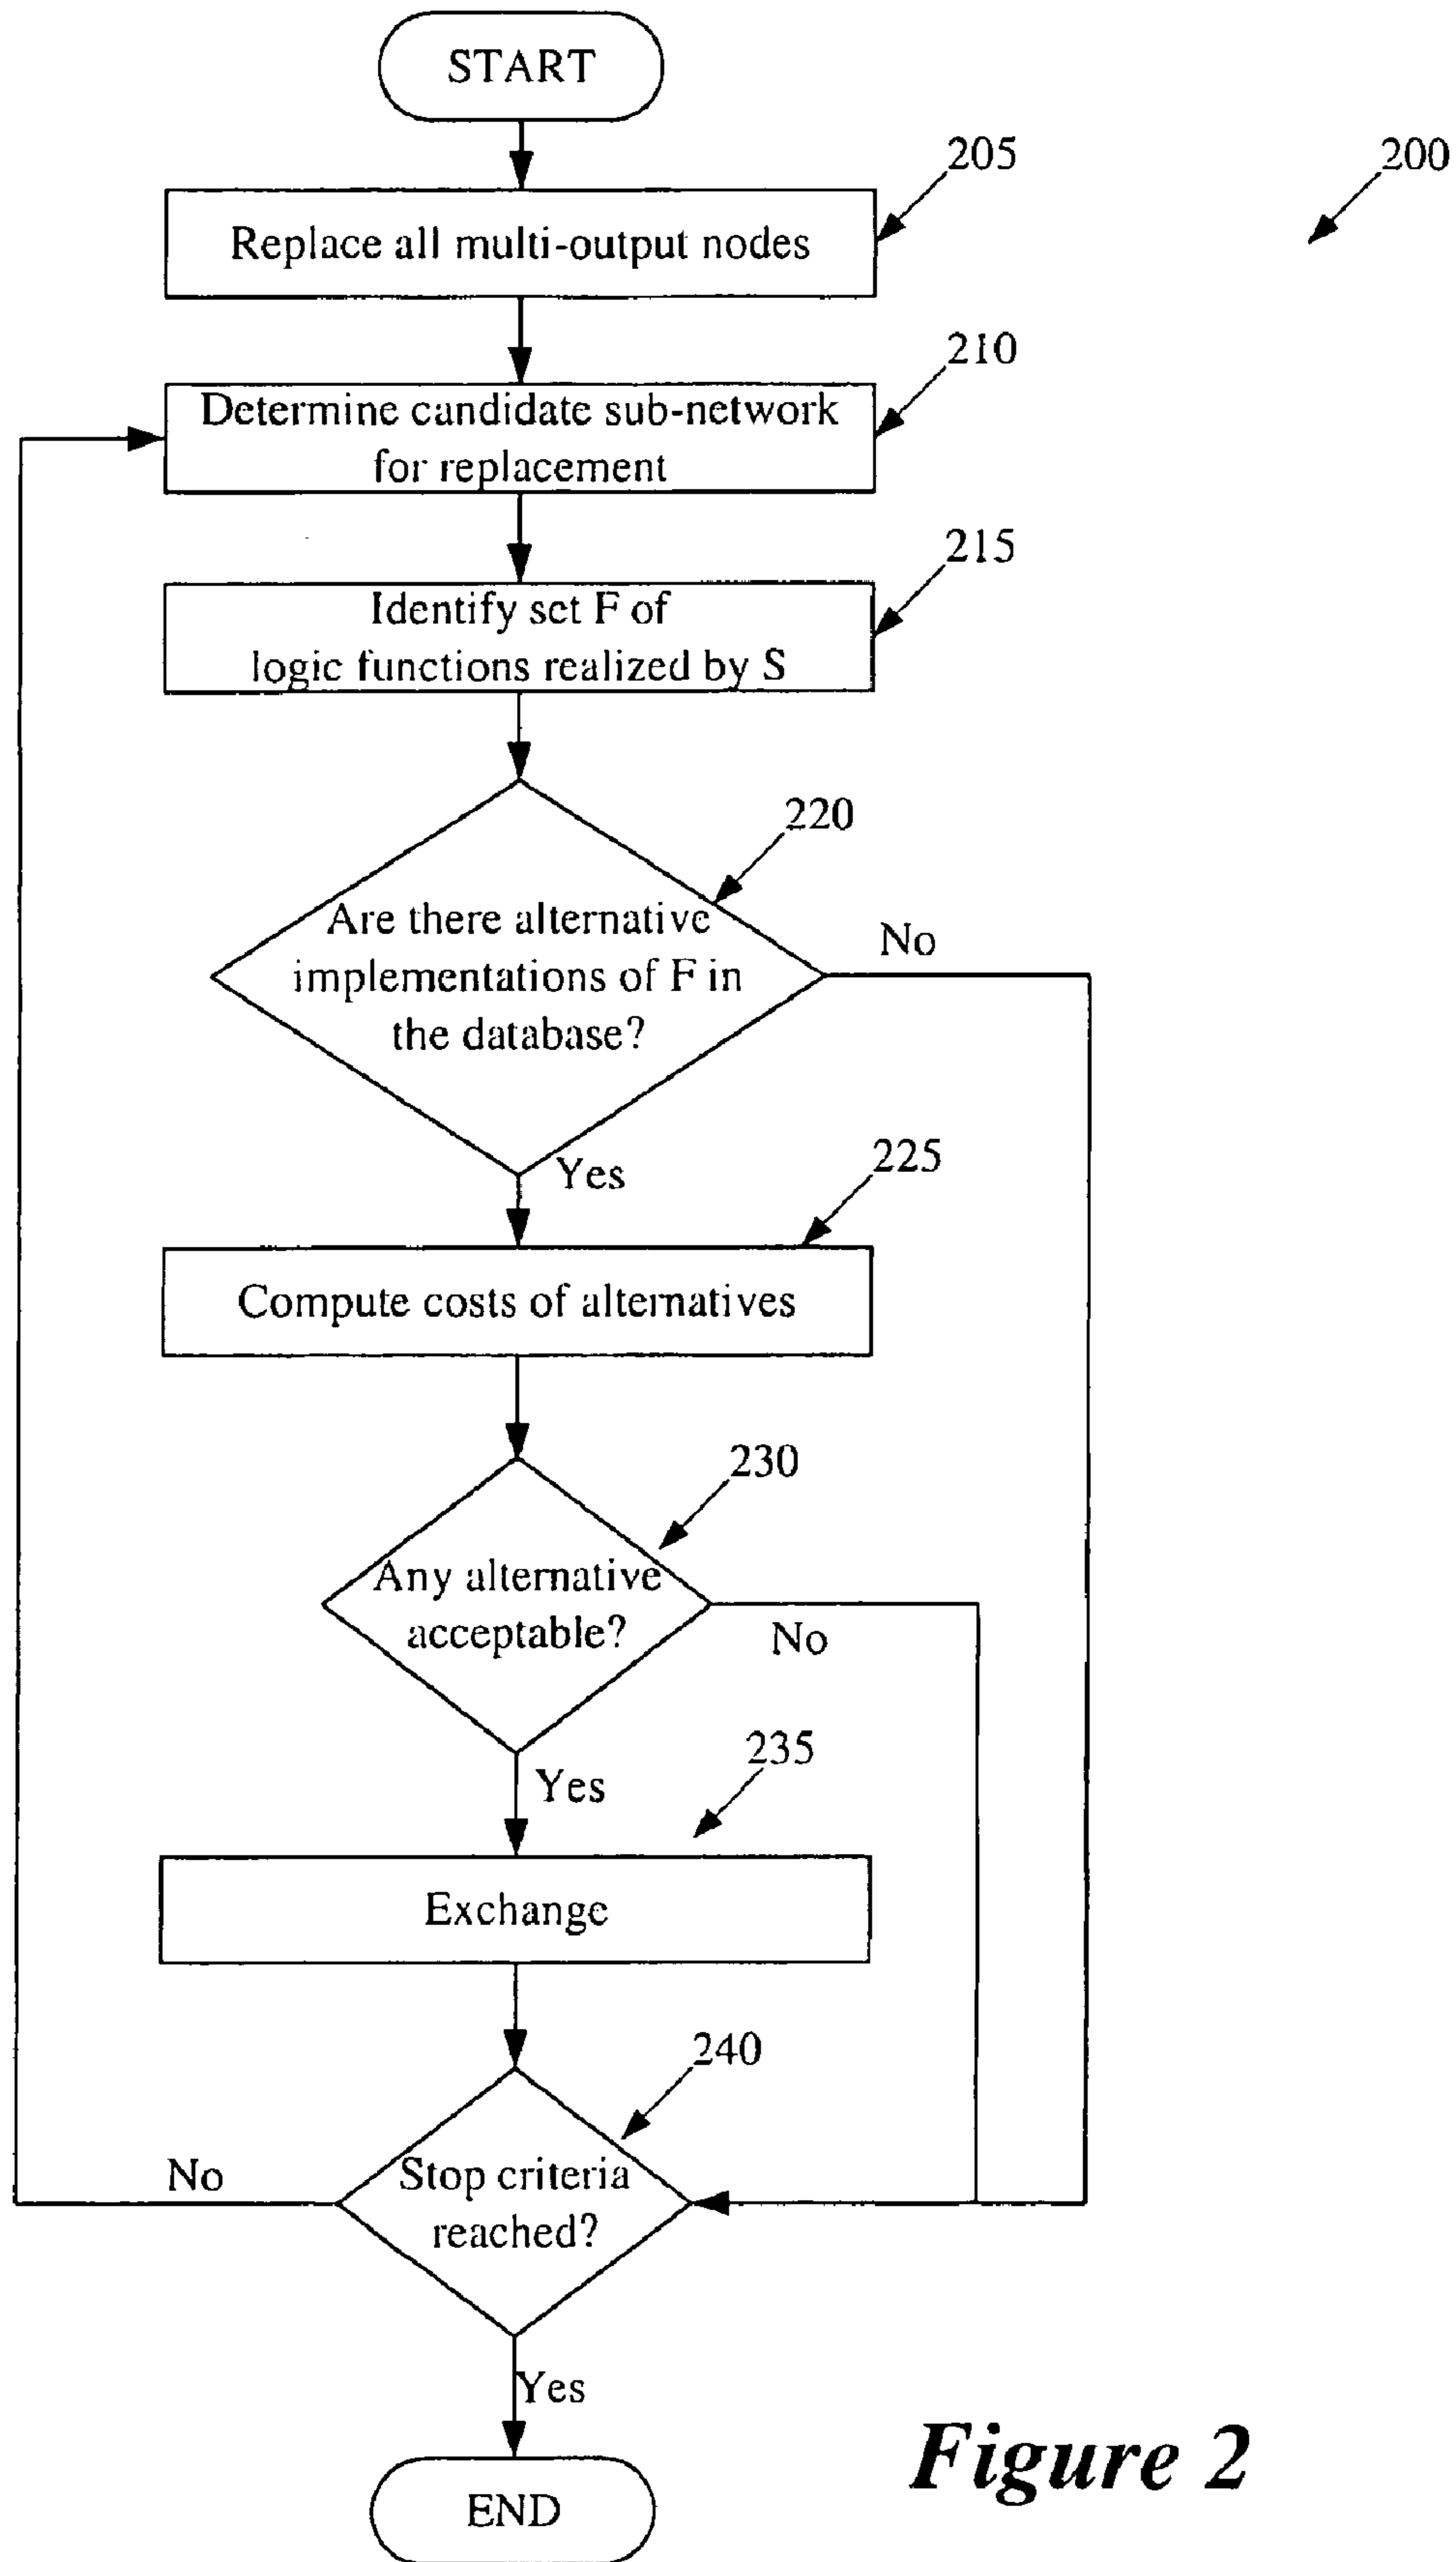 START
205
200
Replace all multi-output nodes
210
Determine candidate sub-network
for replacement
215
Identify set F of
logic functions realized by S
220
Are there alternative
implementations of F in
the database?
No
Yes
225
Compute costs of alternatives
230
Any alternative
acceptable?
No
Yes
235
Exchange
240
Stop criteria
reached?
No
Yes
END
Figure 2